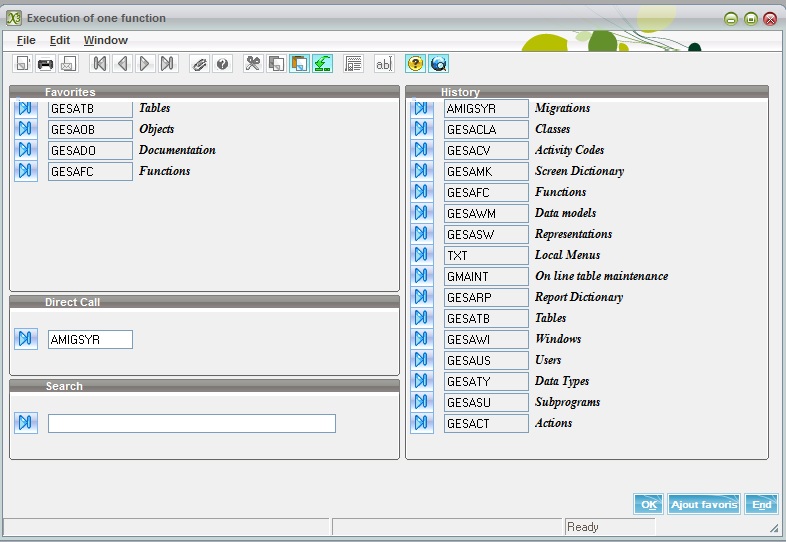 Execution of one function
File Edit Window
ab
Favorites
GESATB Tables
GESAOB Objects
GESADO Documentation
GESAFC Functions
Direct Call
AMIGSYR
Search
History
AMIGSYR Migrations
GESACLA Classes
GESACV Activity Codes
GESAMK Screen Dictionary
GESAFC Functions
GESAWM Data models
GESASW Representations
TXT Local Menus
GMAINT On line table maintenance
GESARP Report Dictionary
GESATB Tables
GESAWI Windows
GESAUS Users
GESATY Data Types
GESASU Subprograms
GESACT Actions
OK Ajout favoris End
Ready